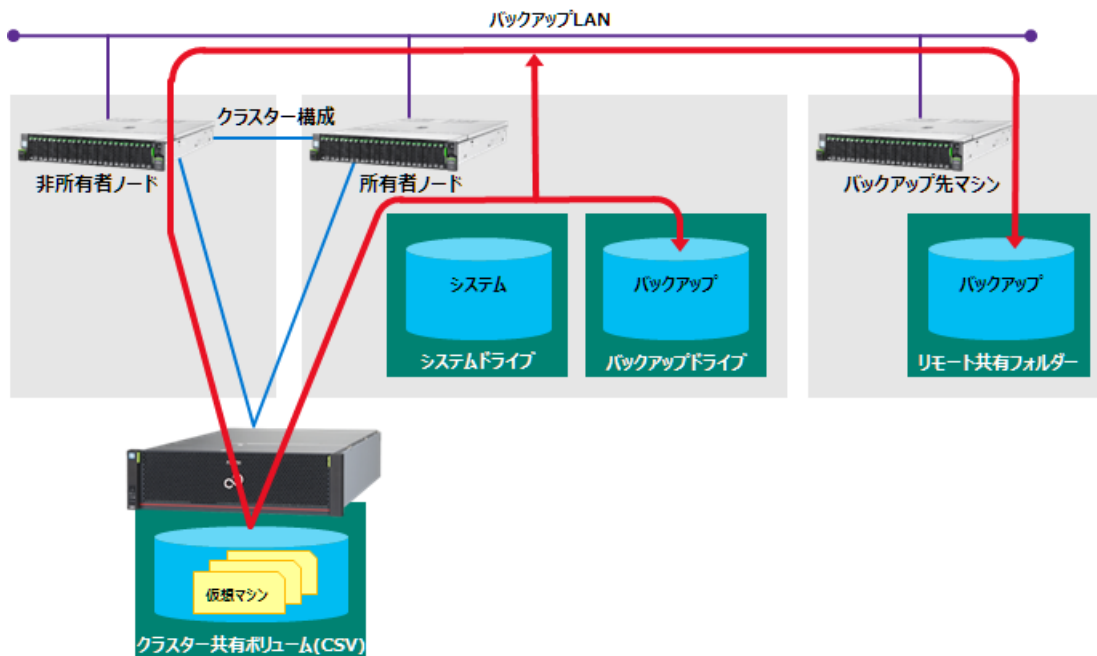 バックアップLAN
クラスター構成
非所有者ノード
所有者ノード
バックアップ先マシン
システム
バックアップ
バックアップ
システムドライブ
バックアップドライブ
リモート共有フォルダー
仮想マシン
クラスター共有ボリューム(CSV)